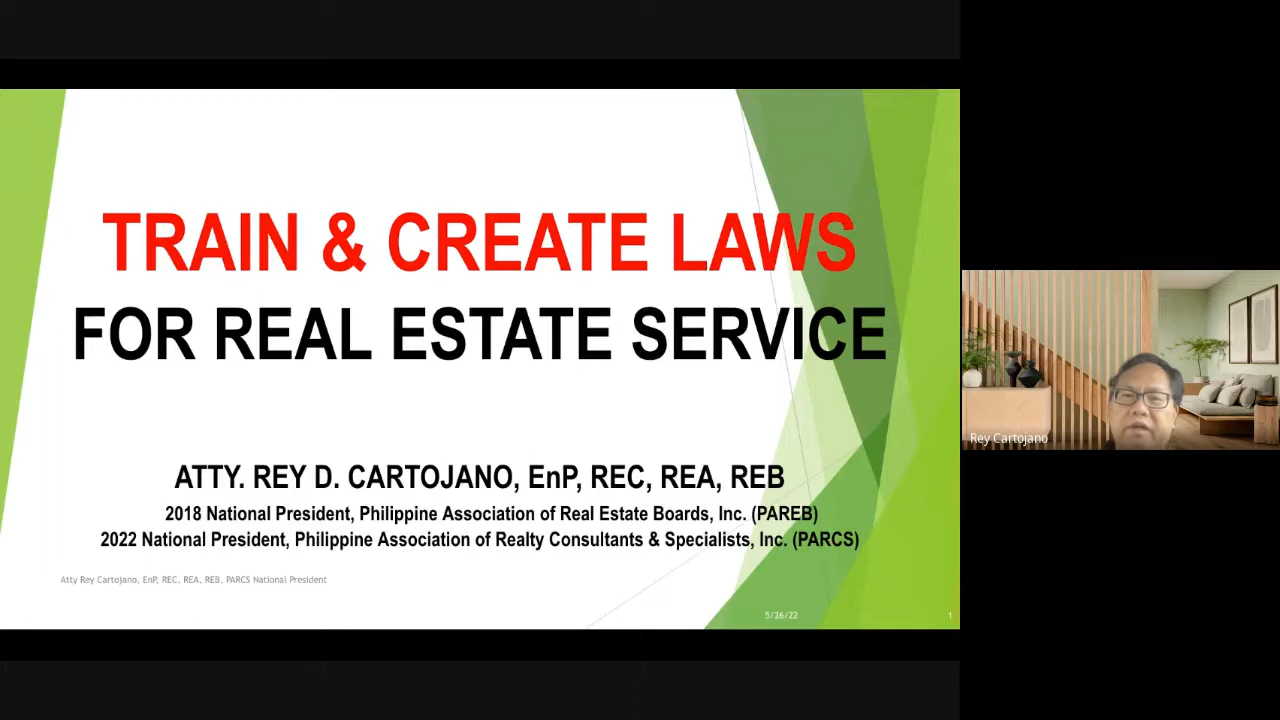 TRAIN & CREATE LAWS
FOR REAL ESTATE SERVICE
ATTY. REY D. CARTOJANO, EnP, REC, REA, REB
2018 National President, Philippine Association of Real Estate Boards, Inc. (PAREB)
2022 National President, Philippine Association of Realty Consultants & Specialists, Inc. (PARCS)
Atty Rey Cartojano, EnP, REC, REA, REB, PARCS National President
5/26/22
1
Rey Cartojano